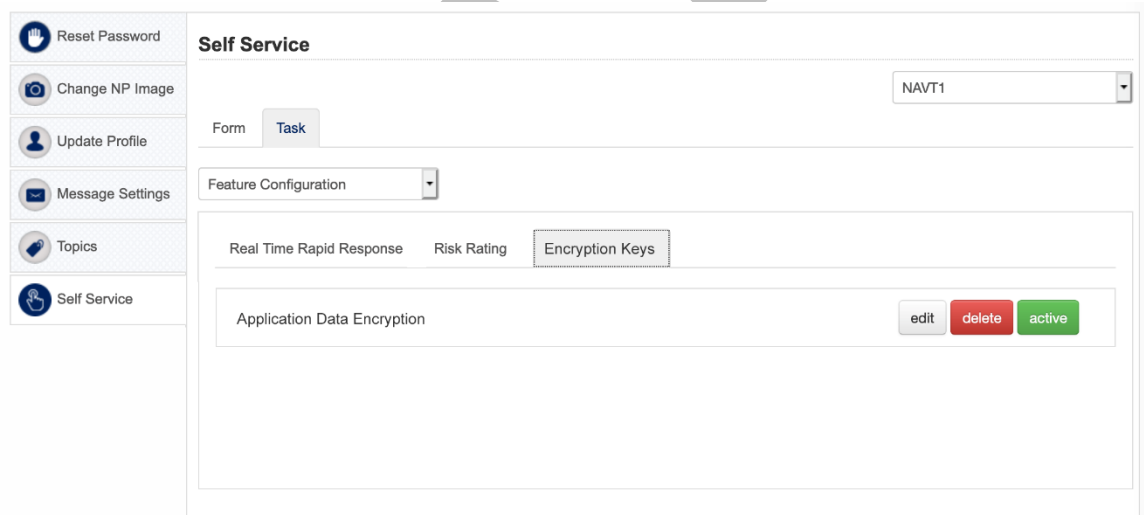 Reset Password
Change NP Image
Update Profile
Message Settings
Topics
Self Service
Self Service
NAVT1
Form Task
Feature Configuration
Real Time Rapid Response Risk Rating Encryption Keys
Application Data Encryption edit delete active